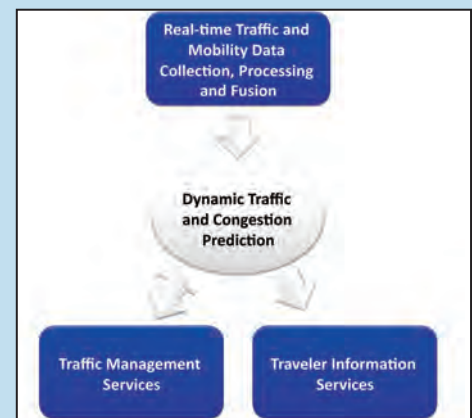 Real-time Traffic and
Mobility Data
Collection, Processing
and Fusion
Dynamic Traffic
and Congestion
Prediction
Traffic Management
Services
Traveler Information
Services